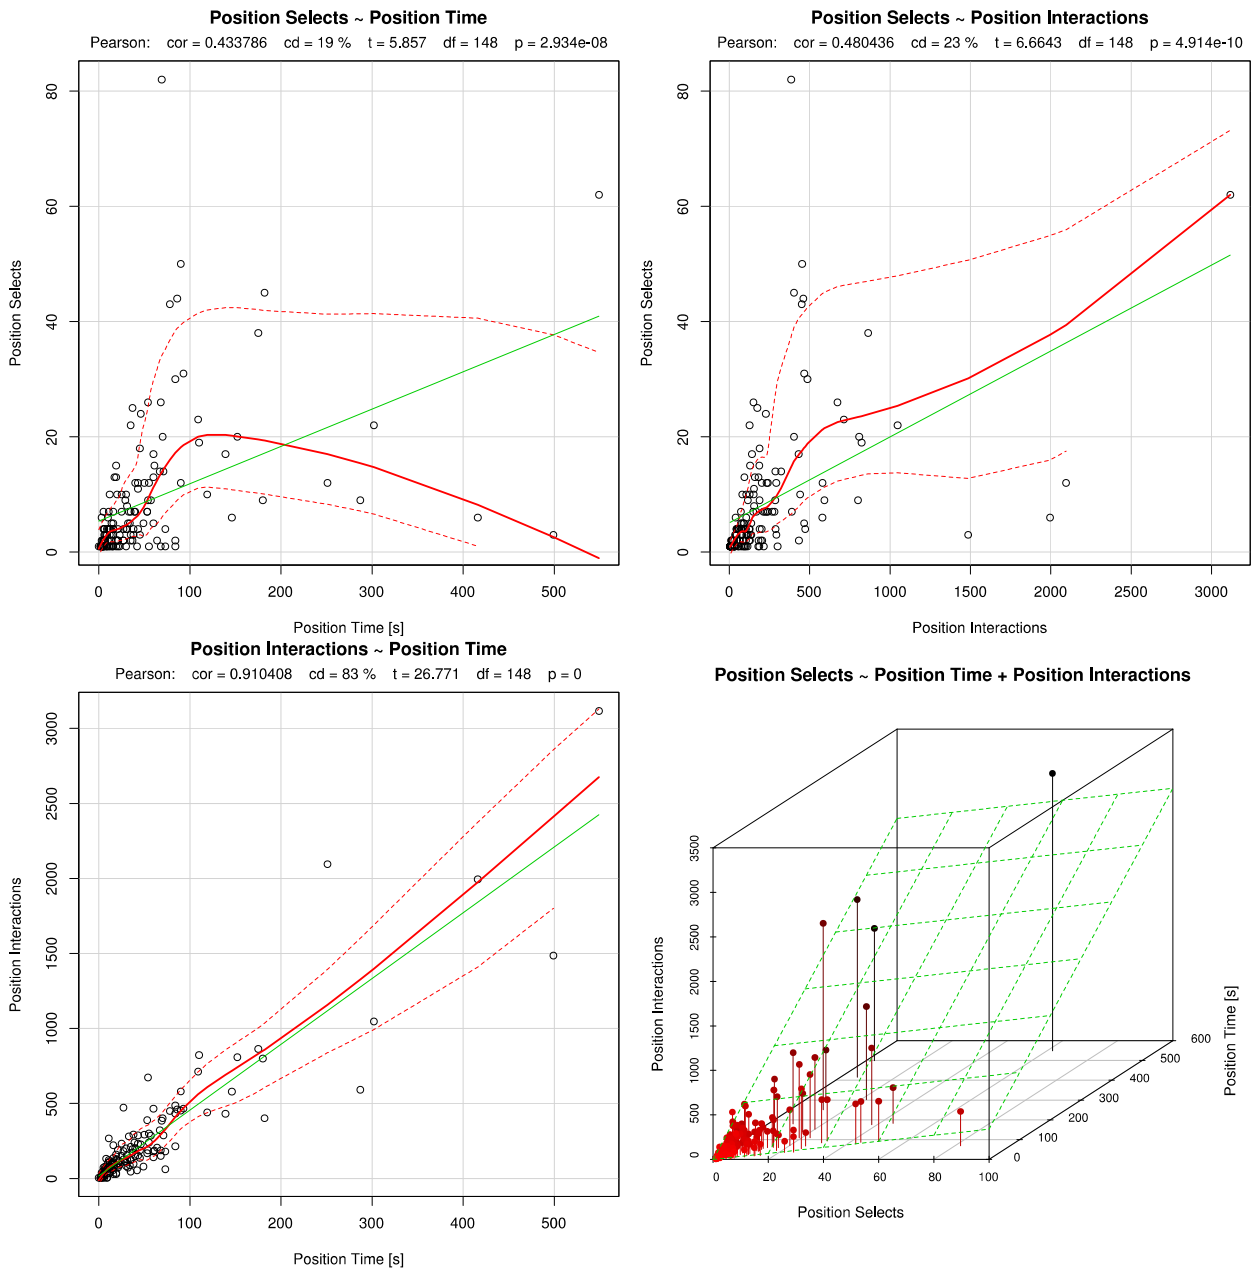 Position Selects ~ Position Time
Pearson: cor = 0.433786 cd = 19 % t = 5.857 df = 148 p = 2.934e-08
Position Selects
0 20 40 60 80
0 100 200 300 400 500
Position Time [s]
Position Selects ~ Position Interactions
Pearson: cor = 0.480436 cd = 23 % t = 6.6643 df = 148 p = 4.914e-10
Position Selects
0 20 40 60 80
0 500 1000 1500 2000 2500 3000
Position Interactions
Position Interactions ~ Position Time
Pearson: cor = 0.910408 cd = 83 % t = 26.771 df = 148 p = 0
Position Interactions
0 500 1000 1500 2000 2500 3000
0 100 200 300 400 500
Position Time [s]
Position Selects ~ Position Time + Position Interactions
Position Interactions
0 500 1000 1500 2000 2500 3000 3500
0 20 40 60 80 100
Position Selects
0 100 200 300 400 500 600
Position Time [s]